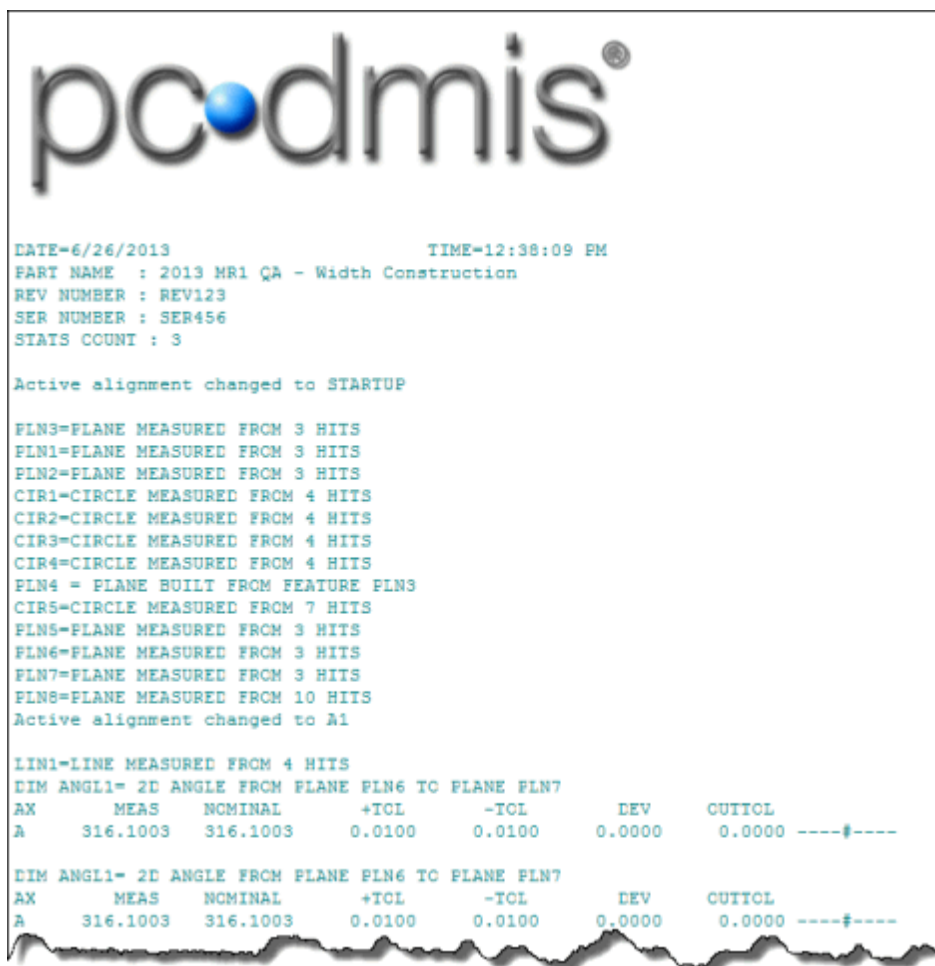 pc•dmis®
DATE=6/26/2013 TIME=12:38:09 PM
PART NAME : 2013 MR1 QA - Width Construction
REV NUMBER : REV123
SER NUMBER : SER456
STATS COUNT : 3
Active alignment changed to STARTUP
PLN3=PLANE MEASURED FROM 3 HITS
PLN1=PLANE MEASURED FROM 3 HITS
PLN2=PLANE MEASURED FROM 3 HITS
CIR1=CIRCLE MEASURED FROM 4 HITS
CIR2=CIRCLE MEASURED FROM 4 HITS
CIR3=CIRCLE MEASURED FROM 4 HITS
CIR4=CIRCLE MEASURED FROM 4 HITS
PLN4 = PLANE BUILT FROM FEATURE PLN3
CIR5=CIRCLE MEASURED FROM 7 HITS
PLN5=PLANE MEASURED FROM 3 HITS
PLN6=PLANE MEASURED FROM 3 HITS
PLN7=PLANE MEASURED FROM 3 HITS
PLN8=PLANE MEASURED FROM 10 HITS
Active alignment changed to A1
LIN1=LINE MEASURED FROM 4 HITS
DIM ANGL1= 2D ANGLE FROM PLANE PLN6 TO PLANE PLN7
AX MEAS NOMINAL +TOL -TOL DEV OUTTOL
A 316.1003 316.1003 0.0100 0.0100 0.0000 0.0000 ----#----
DIM ANGL1= 2D ANGLE FROM PLANE PLN6 TO PLANE PLN7
AX MEAS NOMINAL +TOL -TOL DEV OUTTOL
A 316.1003 316.1003 0.0100 0.0100 0.0000 0.0000 ----#----